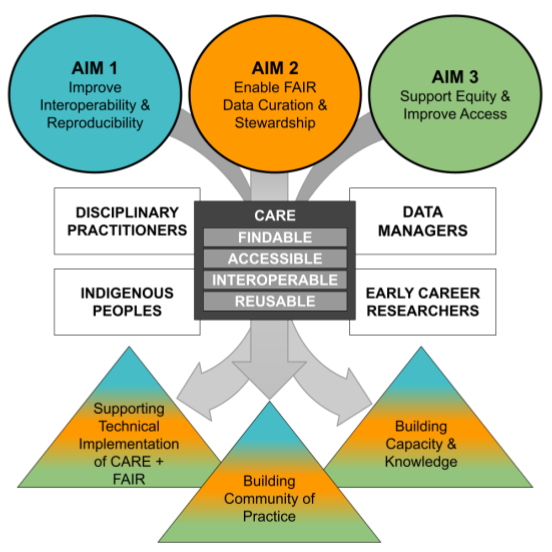 AIM 1
Improve
Interoperability &
Reproducibility
AIM 2
Enable FAIR
Data Curation &
Stewardship
AIM 3
Support Equity &
Improve Access
DISCIPLINARY
PRACTITIONERS
CARE
FINDABLE
ACCESSIBLE
INTEROPERABLE
REUSABLE
DATA
MANAGERS
INDIGENOUS
PEOPLES
EARLY CAREER
RESEARCHERS
Supporting
Technical
Implementation
of CARE +
FAIR
Building
Community of
Practice
Building
Capacity &
Knowledge